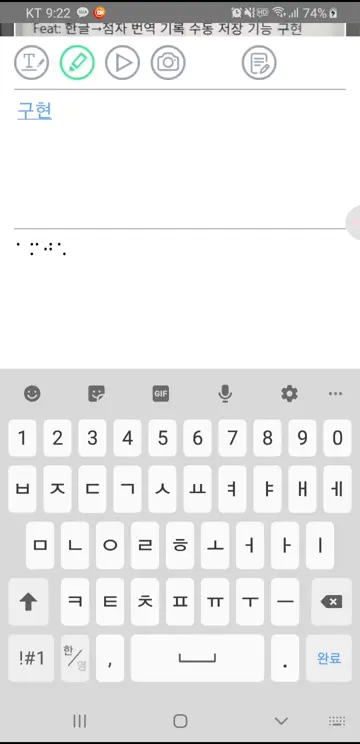 KT 9:22 74%
Feat: 한글→점자 번역 기록 수동 저장 기능 구현
T
구현
⠈⠍⠚⠡
GIF
1 2 3 4 5 6 7 8 9 0
ㅂ ㅈ ㄷ ㄱ ㅅ ㅛ ㅕ ㅑ ㅐ ㅔ
ㅁ ㄴ ㅇ ㄹ ㅎ ㅗ ㅓ ㅏ ㅣ
ㅋ ㅌ ㅊ ㅍ ㅠ ㅜ ㅡ
!#1 한/영 , . 완료